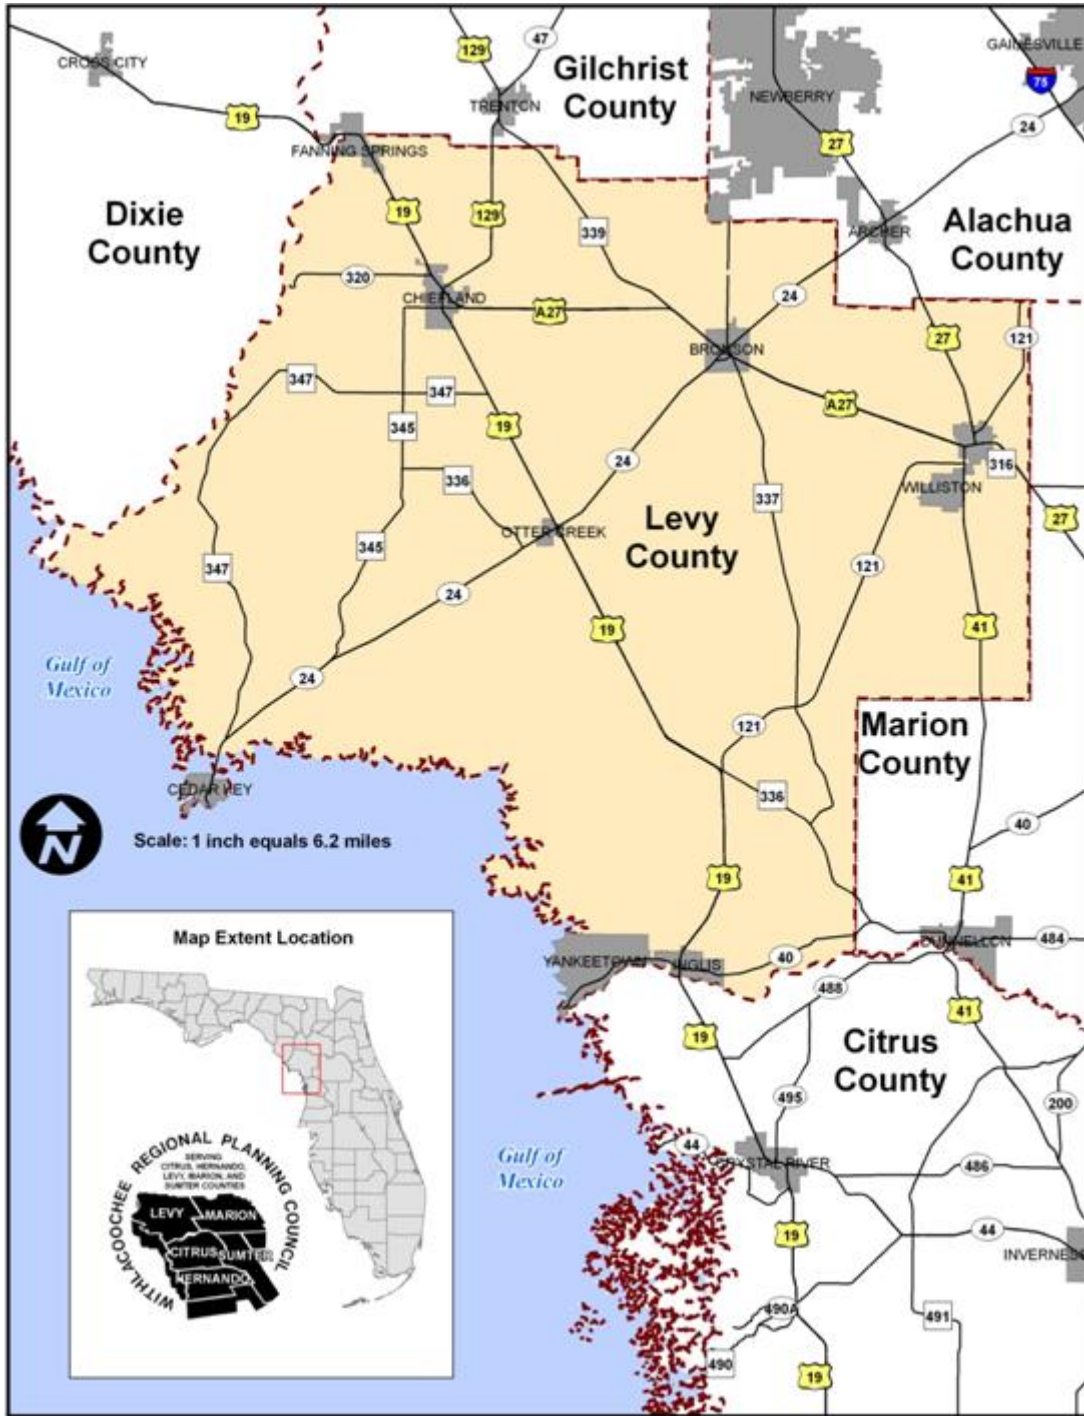 47
129
Gilchrist
County
GAINESVILLE
75
CROSS CITY
NEWBERRY
TRENTON
19
24
27
FANNING SPRINGS
Dixie
County
19
129
339
ARCHER
Alachua
County
320
CHIEFLAND
24
A27
27
121
BRONSON
347
347
345
A27
19
24
316
336
WILLISTON
337
Levy
County
27
OTTER CREEK
345
347
24
121
19
41
Gulf of
Mexico
24
121
Marion
County
CEDAR KEY
336
N
Scale: 1 inch equals 6.2 miles
40
19
41
Map Extent Location
DUNNELLON
484
YANKEETOWN
INGLIS
40
488
41
19
Citrus
County
495
200
WITHLACOOCHEE REGIONAL PLANNING COUNCIL
SERVING
CITRUS, HERNANDO,
LEVY, MARION, AND
SUMTER COUNTIES
LEVY
MARION
CITRUS
SUMTER
HERNANDO
Gulf of
Mexico
44
CRYSTAL RIVER
486
19
44
INVERNESS
490A
491
490
19